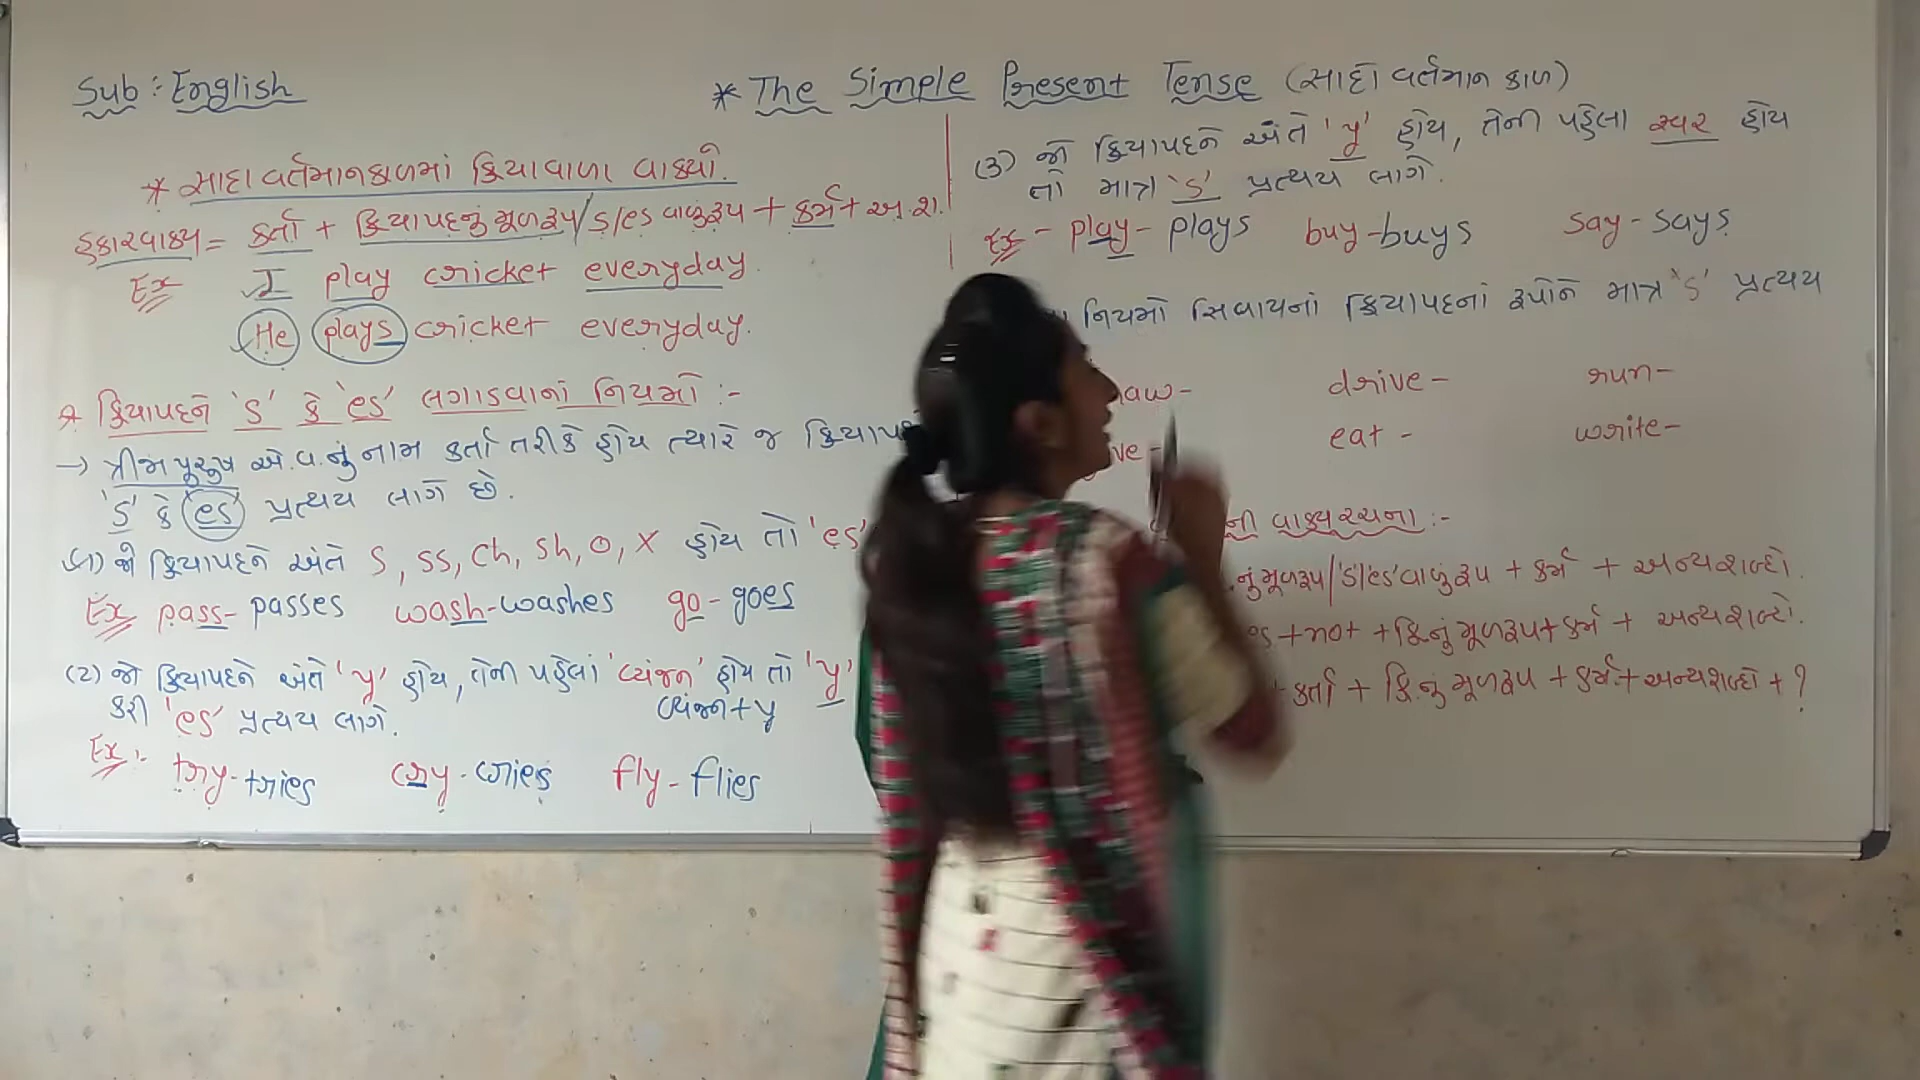 Sub : English
* The Simple Present Tense (સાદો વર્તમાન કાળ)
* સાદા વર્તમાનકાળમાં ક્રિયાવાળા વાક્યો.
હકારવાક્ય = કર્તા + ક્રિયાપદનું મૂળરૂપ/s/es વાળુંરૂપ + કર્મ + અ.શ.
Ex I play cricket everyday.
He plays cricket everyday.
* ક્રિયાપદને 's' કે 'es' લગાડવાનાં નિયમો :-
→ ત્રીજા પુરુષ એ.વ.નું નામ કર્તા તરીકે હોય ત્યારે જ
's' કે 'es' પ્રત્યય લાગે છે.
(૧) જો ક્રિયાપદને અંતે s, ss, ch, sh, o, x હોય તો 'es'
Ex pass - passes wash - washes go - goes
(૨) જો ક્રિયાપદને અંતે 'y' હોય, તેની પહેલાં 'વ્યંજન' હોય તો 'y'
કરી 'es' પ્રત્યય લાગે.
વ્યંજન + y
Ex :- try - tries cry - cries fly - flies
(૩) જો ક્રિયાપદને અંતે 'y' હોય, તેની પહેલા સ્વર હોય
તો માત્ર 's' પ્રત્યય લાગે.
Ex - play - plays buy - buys say - says
નિયમો સિવાયનાં ક્રિયાપદનાં રૂપોને માત્ર 's' પ્રત્યય
drive - run -
eat - write -
ની વાક્યરચના :-
નું મૂળરૂપ/'s'/'es' વાળુંરૂપ + કર્મ + અન્યશબ્દો.
+ not + ક્રિ.નું મૂળરૂપ + કર્મ + અન્યશબ્દો.
કર્તા + ક્રિ.નું મૂળરૂપ + કર્મ + અન્યશબ્દો + ?